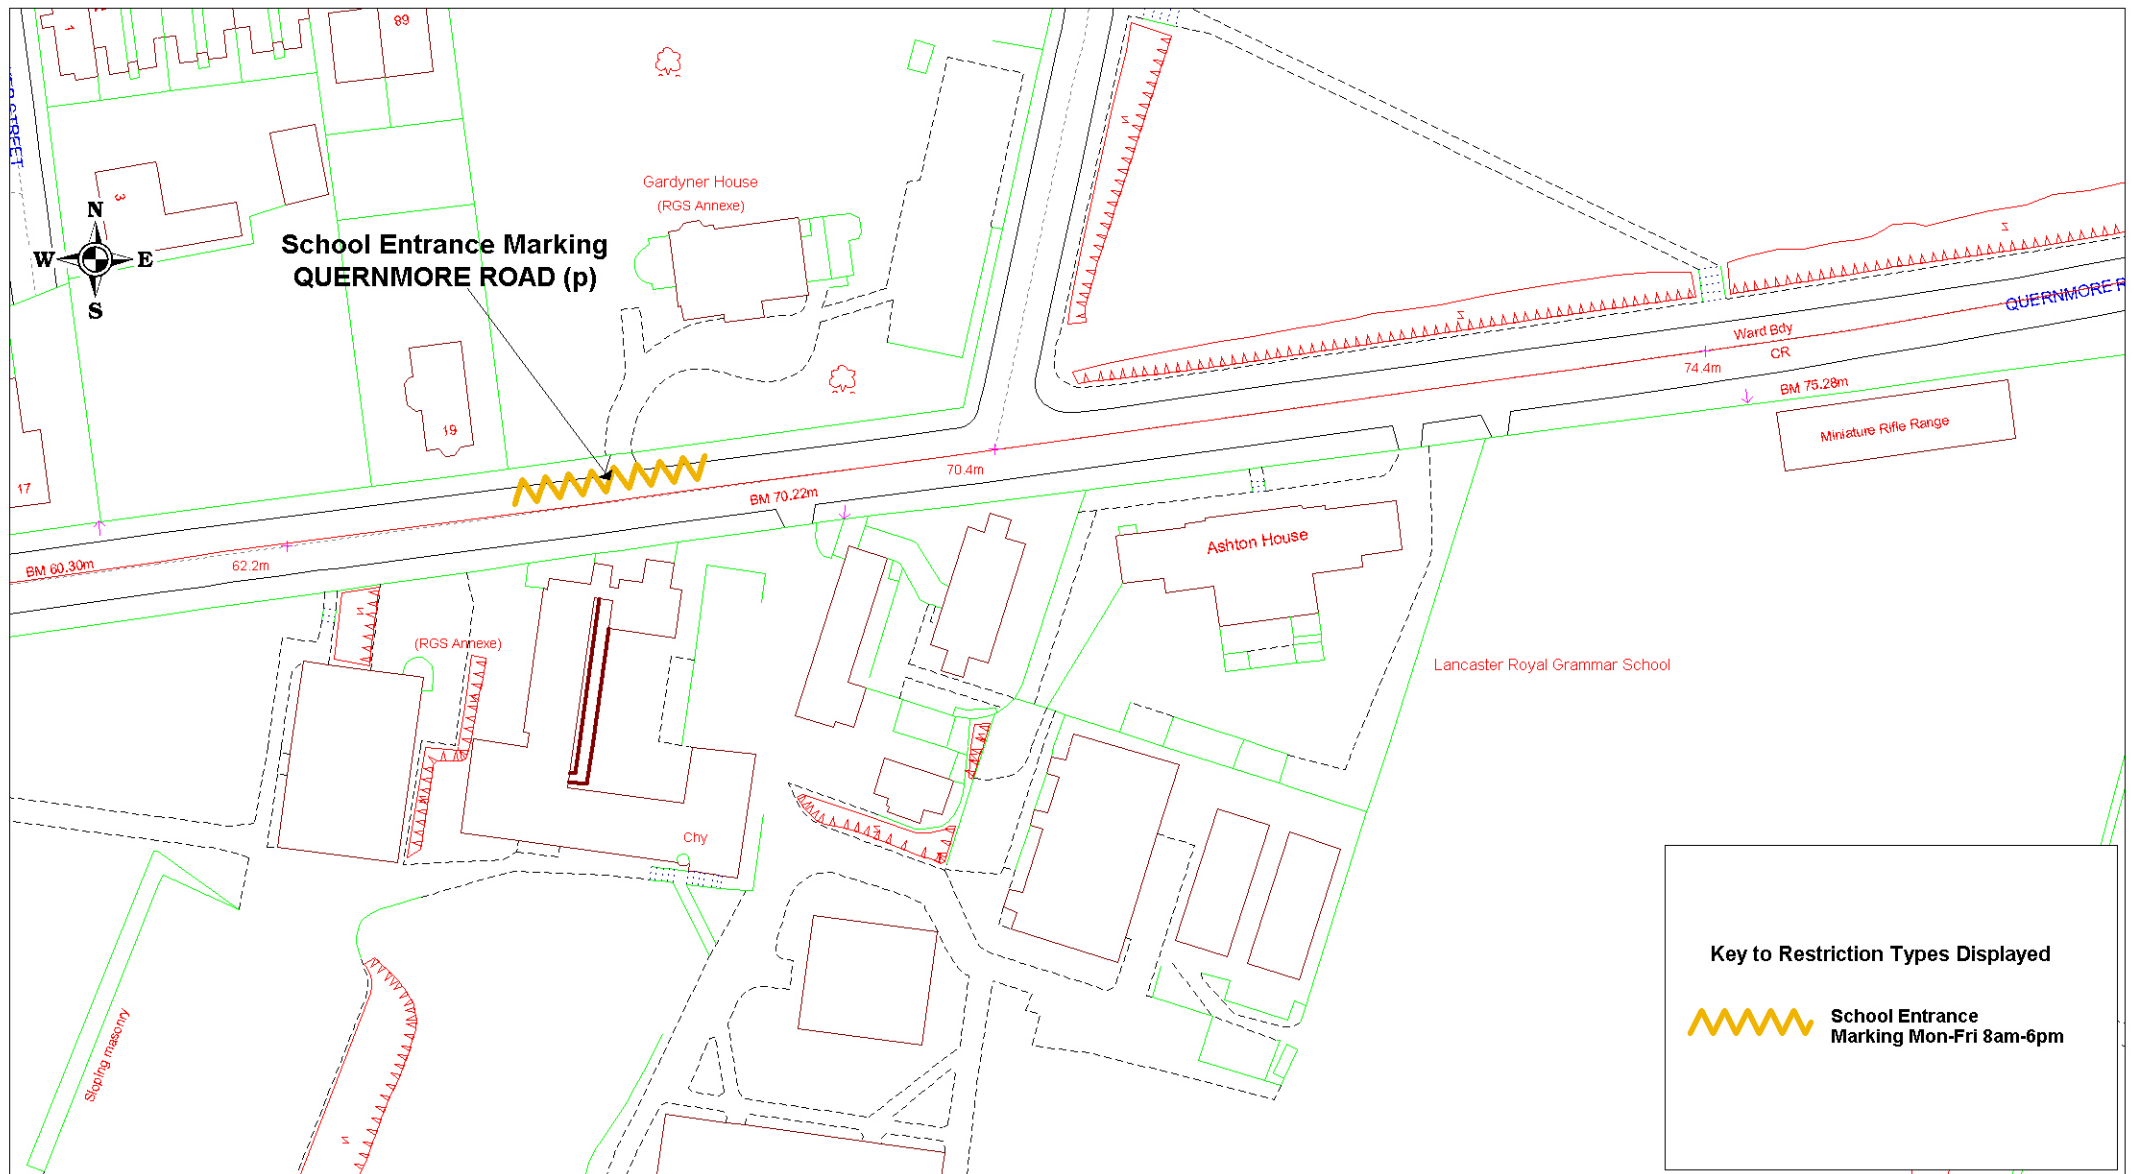 1
89
3
N
W
E
S
School Entrance Marking
QUERNMORE ROAD (p)
Gardyner House
(RGS Annexe)
QUERNMORE
Ward Bdy
CR
74.4m
BM 75.28m
Miniature Rifle Range
19
17
70.4m
BM 70.22m
BM 60.30m
62.2m
Ashton House
(RGS Annexe)
Lancaster Royal Grammar School
Chy
Sloping masonry
Key to Restriction Types Displayed
School Entrance
Marking Mon-Fri 8am-6pm